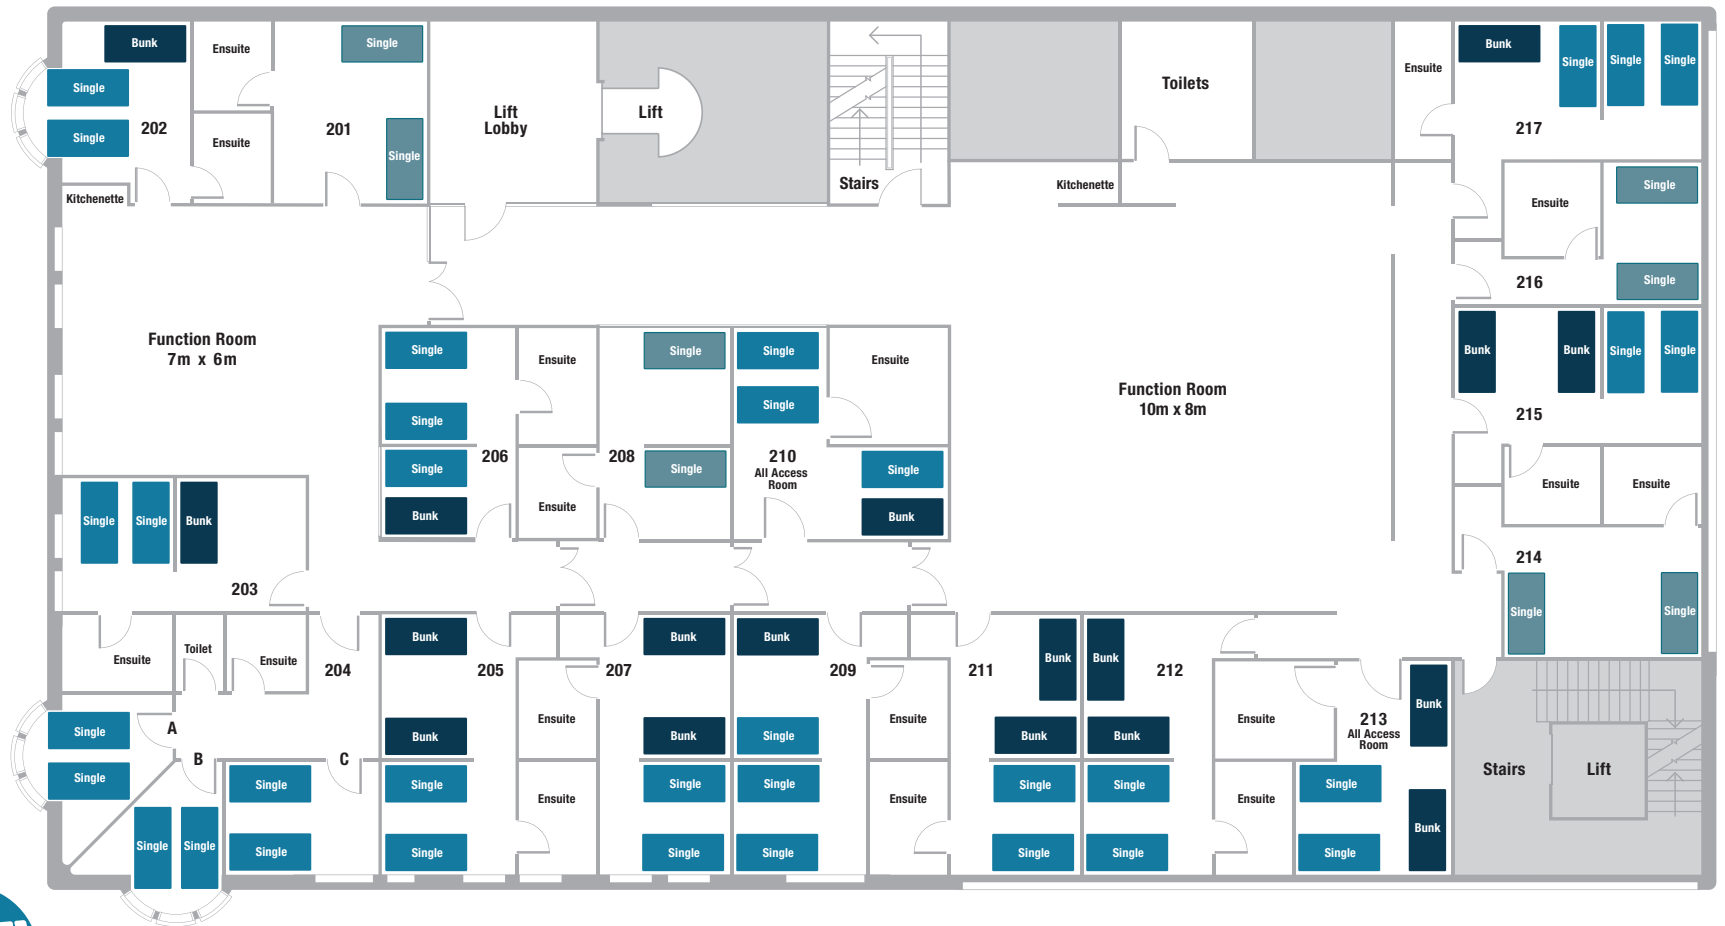 Bunk
Ensuite
Single
Single
202
Single
Ensuite
201
Single
Kitchenette
Lift
Lobby
Lift
Stairs
Kitchenette
Toilets
Ensuite
Bunk
Single
Single
Single
217
Ensuite
Single
Single
216
Function Room
7m x 6m
Single
Single
Single
Bunk
206
Ensuite
Ensuite
Single
208
Single
Single
Single
210
All Access
Room
Ensuite
Single
Bunk
Function Room
10m x 8m
Bunk
Bunk
Single
Single
215
Ensuite
Ensuite
214
Single
Single
Single
Single
Bunk
203
Ensuite
Toilet
Ensuite
204
Single
Single
A
B
C
Single
Single
Single
Single
Bunk
205
Bunk
Single
Single
Ensuite
Ensuite
207
Bunk
Bunk
Single
Single
Bunk
209
Single
Single
Single
Ensuite
Ensuite
211
Bunk
Bunk
Single
Single
Bunk
212
Bunk
Single
Single
Ensuite
Ensuite
213
All Access
Room
Bunk
Single
Single
Bunk
Stairs
Lift